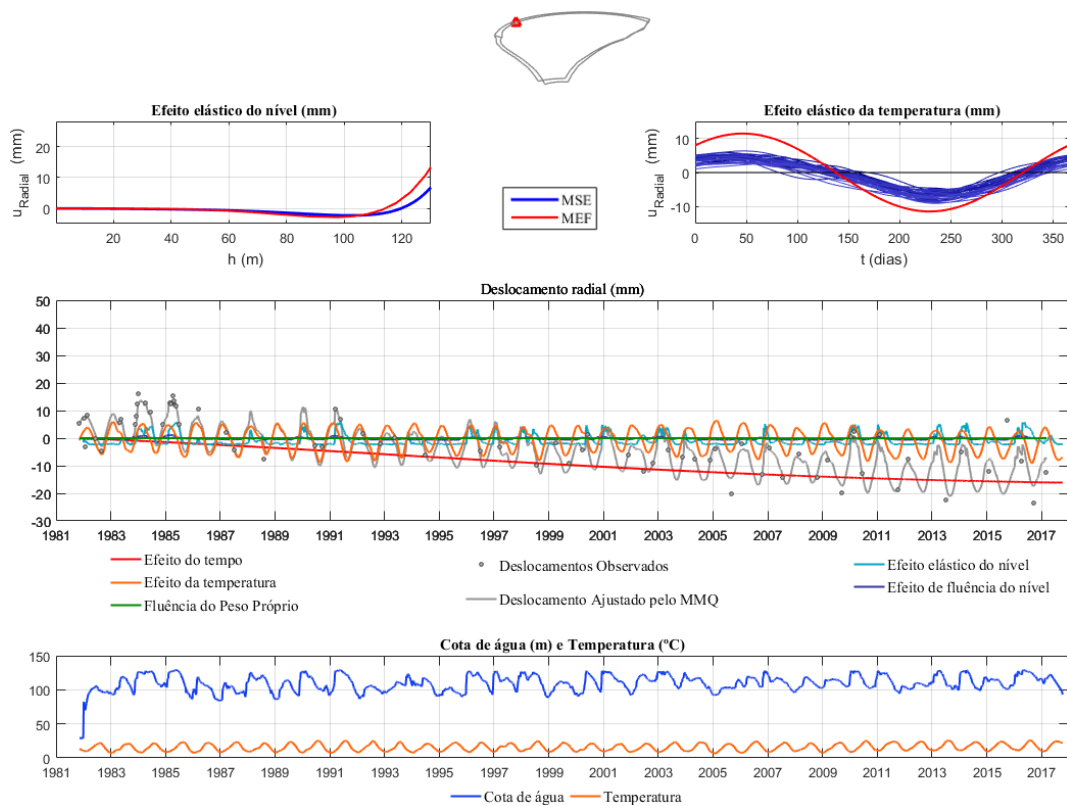 Efeito elástico do nível (mm)
u Radial (mm)
20
10
0
20 40 60 80 100 120
h (m)
MSE
MEF
Efeito elástico da temperatura (mm)
u Radial (mm)
10
0
-10
0 50 100 150 200 250 300 350
t (dias)
Deslocamento radial (mm)
50
40
30
20
10
0
-10
-20
-30
1981 1983 1985 1987 1989 1991 1993 1995 1997 1999 2001 2003 2005 2007 2009 2011 2013 2015 2017
Efeito do tempo
Efeito da temperatura
Fluência do Peso Próprio
Deslocamentos Observados
Deslocamento Ajustado pelo MMQ
Efeito elástico do nível
Efeito de fluência do nível
Cota de água (m) e Temperatura (ºC)
150
100
50
0
1981 1983 1985 1987 1989 1991 1993 1995 1997 1999 2001 2003 2005 2007 2009 2011 2013 2015 2017
Cota de água Temperatura